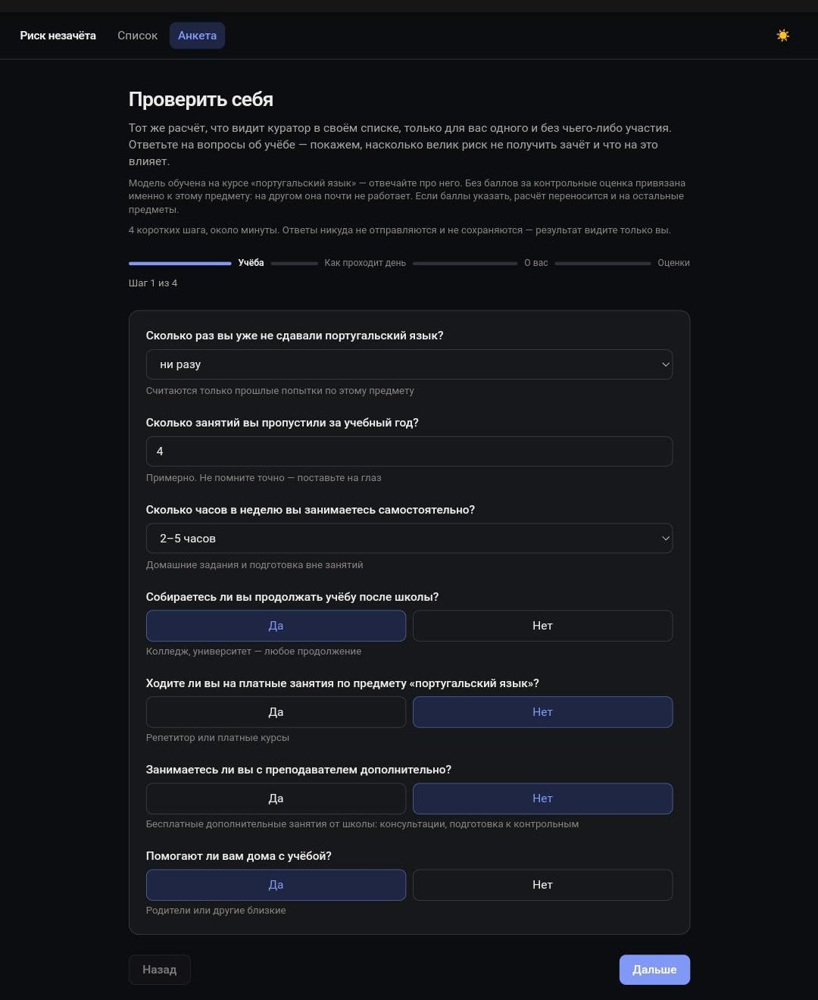 Риск незачёта
Список
Анкета
Проверить себя
Тот же расчёт, что видит куратор в своём списке, только для вас одного и без чьего-либо участия.
Ответьте на вопросы об учёбе — покажем, насколько велик риск не получить зачёт и что на это
влияет.
Модель обучена на курсе «португальский язык» — отвечайте про него. Без баллов за контрольные оценка привязана
именно к этому предмету: на другом она почти не работает. Если баллы указать, расчёт переносится и на остальные
предметы.
4 коротких шага, около минуты. Ответы никуда не отправляются и не сохраняются — результат видите только вы.
Учёба
Как проходит день
О вас
Оценки
Шаг 1 из 4
Сколько раз вы уже не сдавали португальский язык?
ни разу
Считаются только прошлые попытки по этому предмету
Сколько занятий вы пропустили за учебный год?
4
Примерно. Не помните точно — поставьте на глаз
Сколько часов в неделю вы занимаетесь самостоятельно?
2–5 часов
Домашние задания и подготовка вне занятий
Собираетесь ли вы продолжать учёбу после школы?
Да
Нет
Колледж, университет — любое продолжение
Ходите ли вы на платные занятия по предмету «португальский язык»?
Да
Нет
Репетитор или платные курсы
Занимаетесь ли вы с преподавателем дополнительно?
Да
Нет
Бесплатные дополнительные занятия от школы: консультации, подготовка к контрольным
Помогают ли вам дома с учёбой?
Да
Нет
Родители или другие близкие
Назад
Дальше